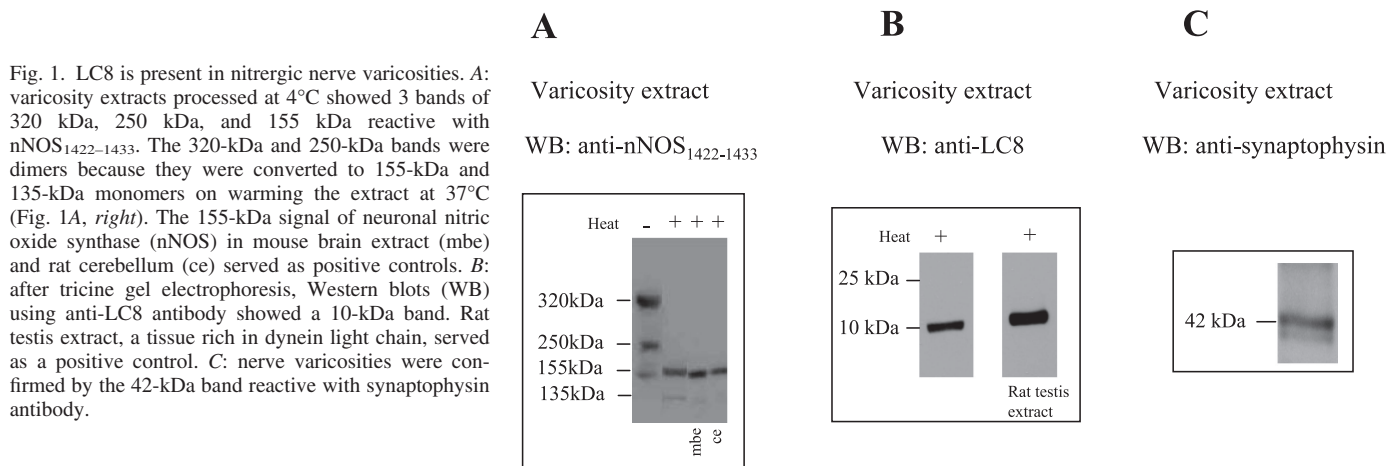 Fig. 1. LC8 is present in nitrergic nerve varicosities. A:
varicosity extracts processed at 4°C showed 3 bands of
320 kDa, 250 kDa, and 155 kDa reactive with
nNOS1422–1433. The 320-kDa and 250-kDa bands were
dimers because they were converted to 155-kDa and
135-kDa monomers on warming the extract at 37°C
(Fig. 1A, right). The 155-kDa signal of neuronal nitric
oxide synthase (nNOS) in mouse brain extract (mbe)
and rat cerebellum (ce) served as positive controls. B:
after tricine gel electrophoresis, Western blots (WB)
using anti-LC8 antibody showed a 10-kDa band. Rat
testis extract, a tissue rich in dynein light chain, served
as a positive control. C: nerve varicosities were con-
firmed by the 42-kDa band reactive with synaptophysin
antibody.
A
Varicosity extract
WB: anti-nNOS1422-1433
Heat - + + +
320kDa
250kDa
155kDa
135kDa
mbe
ce
B
Varicosity extract
WB: anti-LC8
Heat + +
25 kDa
10 kDa
Rat testis
extract
C
Varicosity extract
WB: anti-synaptophysin
42 kDa